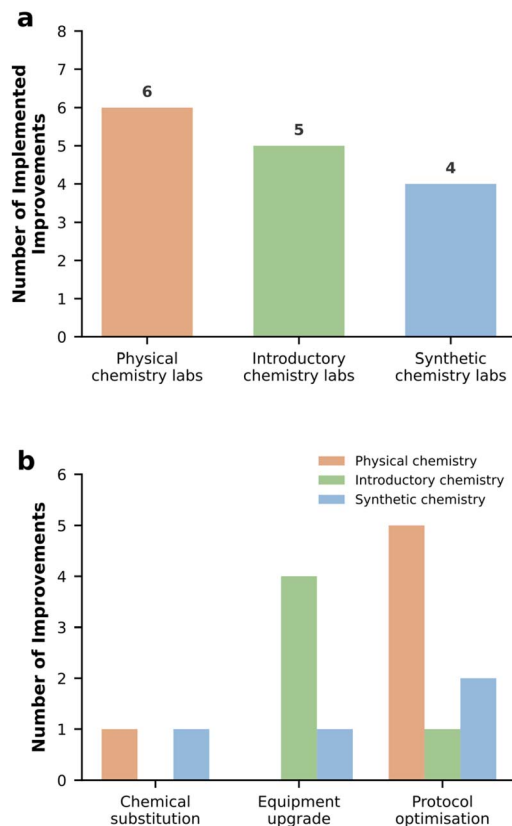 a
Number of Implemented
Improvements
8
7
6
5
4
3
2
1
0
6
5
4
Physical
chemistry labs
Introductory
chemistry labs
Synthetic
chemistry labs
b
Number of Improvements
6
5
4
3
2
1
0
Physical chemistry
Introductory chemistry
Synthetic chemistry
Chemical
substitution
Equipment
upgrade
Protocol
optimisation